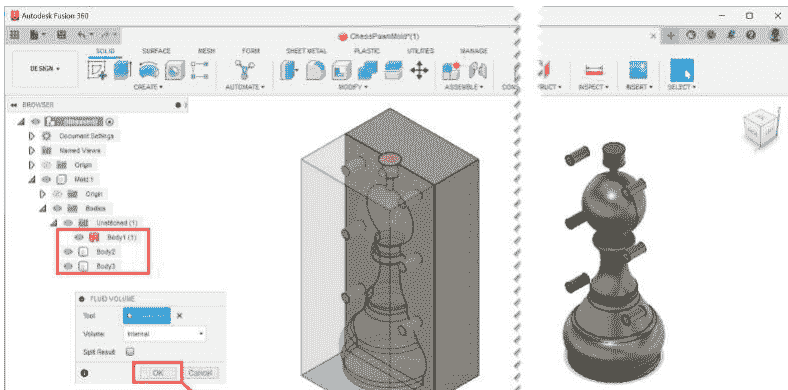 Autodesk Fusion 360
ChessPawnMold*(1)
SOLID SURFACE MESH FORM SHEET METAL PLASTIC UTILITIES MANAGE
DESIGN
CREATE AUTOMATE MODIFY ASSEMBLE CON
RUCT INSPECT INSERT SELECT
BROWSER
Document Settings
Named Views
Origin
Mold 1
Origin
Bodies
Unstitched (1)
Body1 (1)
Body2
Body3
FLUID VOLUME
Tool
Volume Internal
Split Result
OK Cancel